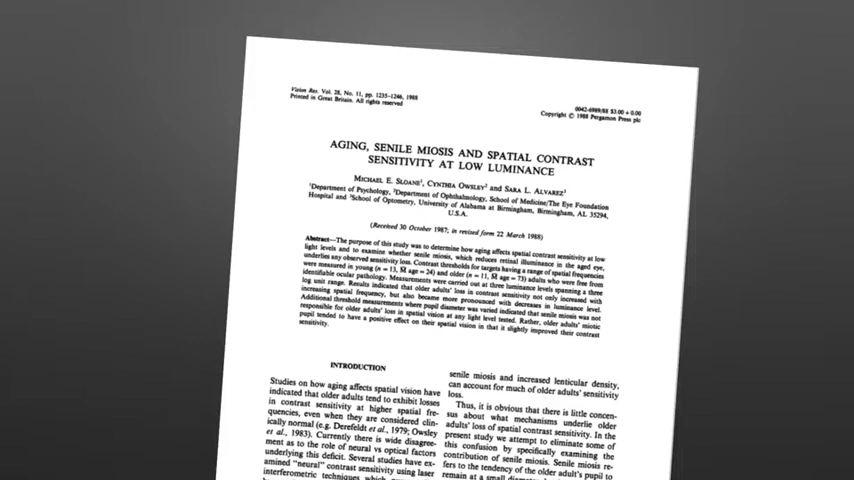 Vision Res. Vol. 28, No. 11, pp. 1235–1246, 1988
Printed in Great Britain. All rights reserved
0042-6989/88 $3.00 + 0.00
Copyright © 1988 Pergamon Press plc
AGING, SENILE MIOSIS AND SPATIAL CONTRAST
SENSITIVITY AT LOW LUMINANCE
MICHAEL E. SLOANE,¹ CYNTHIA OWSLEY² and SARA L. ALVAREZ³
¹Department of Psychology, ²Department of Ophthalmology, School of Medicine/The Eye Foundation
Hospital and ³School of Optometry, University of Alabama at Birmingham, Birmingham, AL 35294,
U.S.A.
(Received 30 October 1987; in revised form 22 March 1988)
Abstract—The purpose of this study was to determine how aging affects spatial contrast sensitivity at low
light levels and to examine whether senile miosis, which reduces retinal illuminance in the aged eye,
underlies any observed sensitivity loss. Contrast thresholds for targets having a range of spatial frequencies
were measured in young (n = 13, M age = 24) and older (n = 11, M age = 73) adults who were free from
identifiable ocular pathology. Measurements were carried out at three luminance levels spanning a three
log unit range. Results indicated that older adults' loss in contrast sensitivity not only increased with
increasing spatial frequency, but also became more pronounced with decreases in luminance level.
Additional threshold measurements where pupil diameter was varied indicated that senile miosis was not
responsible for older adults' loss in spatial vision at any light level tested. Rather, older adults' miotic
pupil tended to have a positive effect on their spatial vision in that it slightly improved their contrast
sensitivity.
INTRODUCTION
Studies on how aging affects spatial vision have
indicated that older adults tend to exhibit losses
in contrast sensitivity at higher spatial fre-
quencies, even when they are considered clin-
ically normal (e.g. Derefeldt et al., 1979; Owsley
et al., 1983). Currently there is wide disagree-
ment as to the role of neural vs optical factors
underlying this deficit. Several studies have ex-
amined "neural" contrast sensitivity using laser
interferometric techniques which
senile miosis and increased lenticular density,
can account for much of older adults' sensitivity
loss.
Thus, it is obvious that there is little concen-
sus about what mechanisms underlie older
adults' loss of spatial contrast sensitivity. In the
present study we attempt to eliminate some of
this confusion by specifically examining the
contribution of senile miosis. Senile miosis re-
fers to the tendency of the older adult's pupil to
remain at a small